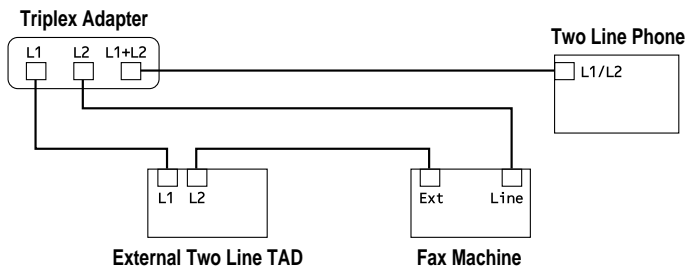 Triplex Adapter
L1 L2 L1+L2
Two Line Phone
L1/L2
L1 L2
Ext Line
External Two Line TAD
Fax Machine